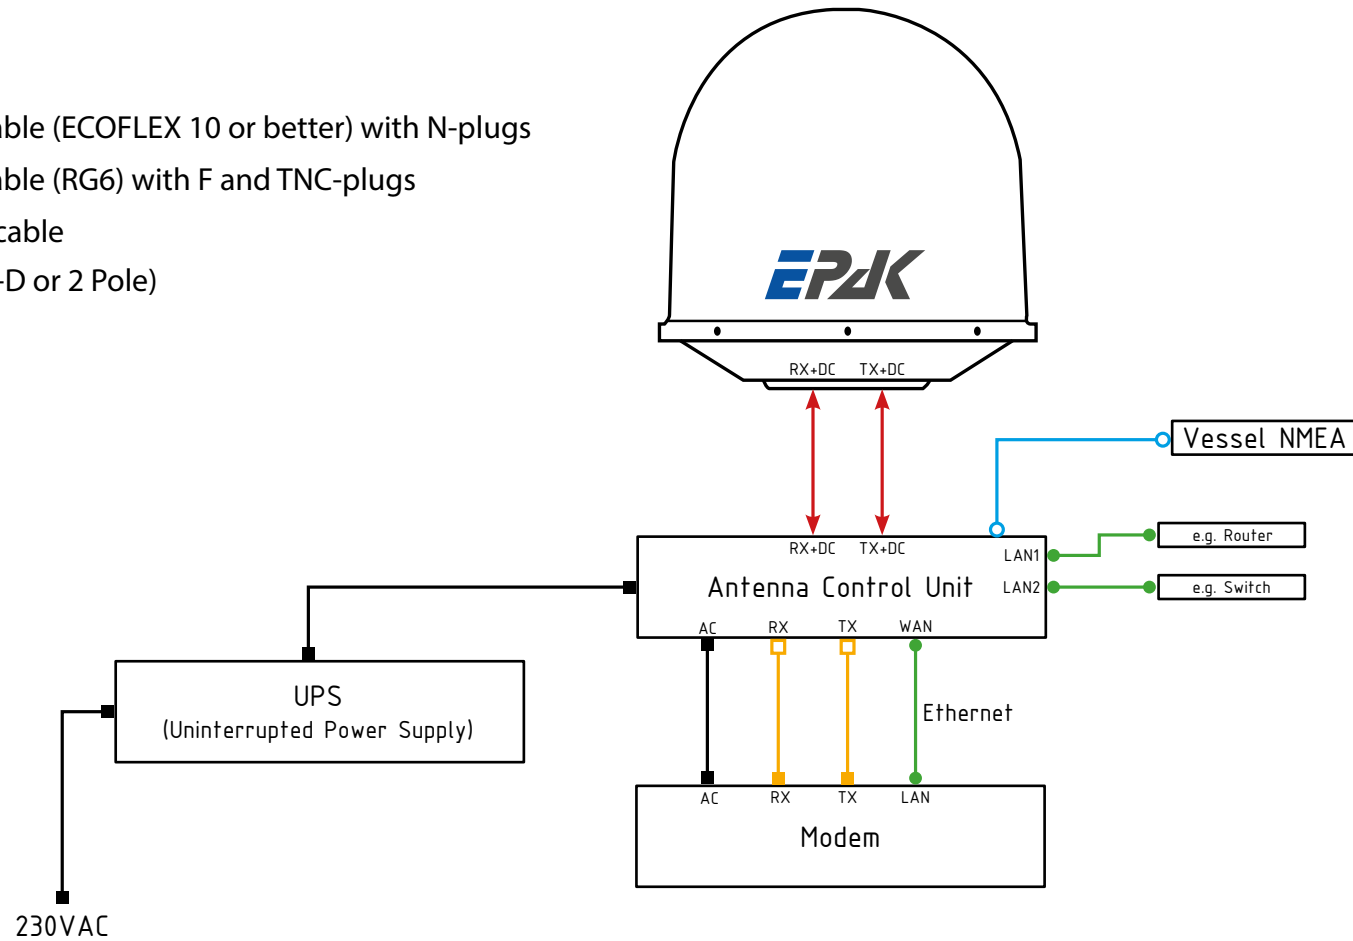 able (ECOFLEX 10 or better) with N-plugs
able (RG6) with F and TNC-plugs
cable
-D or 2 Pole)
EPAK
RX+DC TX+DC
Vessel NMEA
RX+DC TX+DC
LAN1
e.g. Router
Antenna Control Unit
LAN2
e.g. Switch
AC RX TX WAN
UPS
(Uninterrupted Power Supply)
Ethernet
AC RX TX LAN
Modem
230VAC